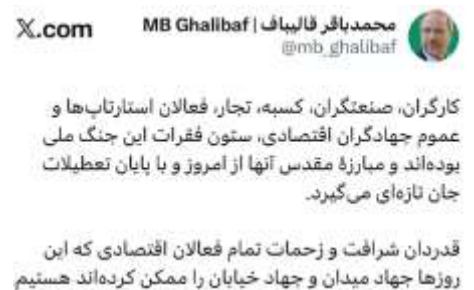 X.com
محمدباقر قالیباف | MB Ghalibaf
@mb_ghalibaf
کارگران، صنعتگران، کسبه، تجار، فعالان استارتاپ‌ها و
عموم جهادگران اقتصادی، ستون فقرات این جنگ ملی
بوده‌اند و مبارزهٔ مقدس آنها از امروز و با پایان تعطیلات
جان تازه‌ای می‌گیرد.
قدردان شرافت و زحمات تمام فعالان اقتصادی که این
روزها جهاد میدان و جهاد خیابان را ممکن کرده‌اند هستیم